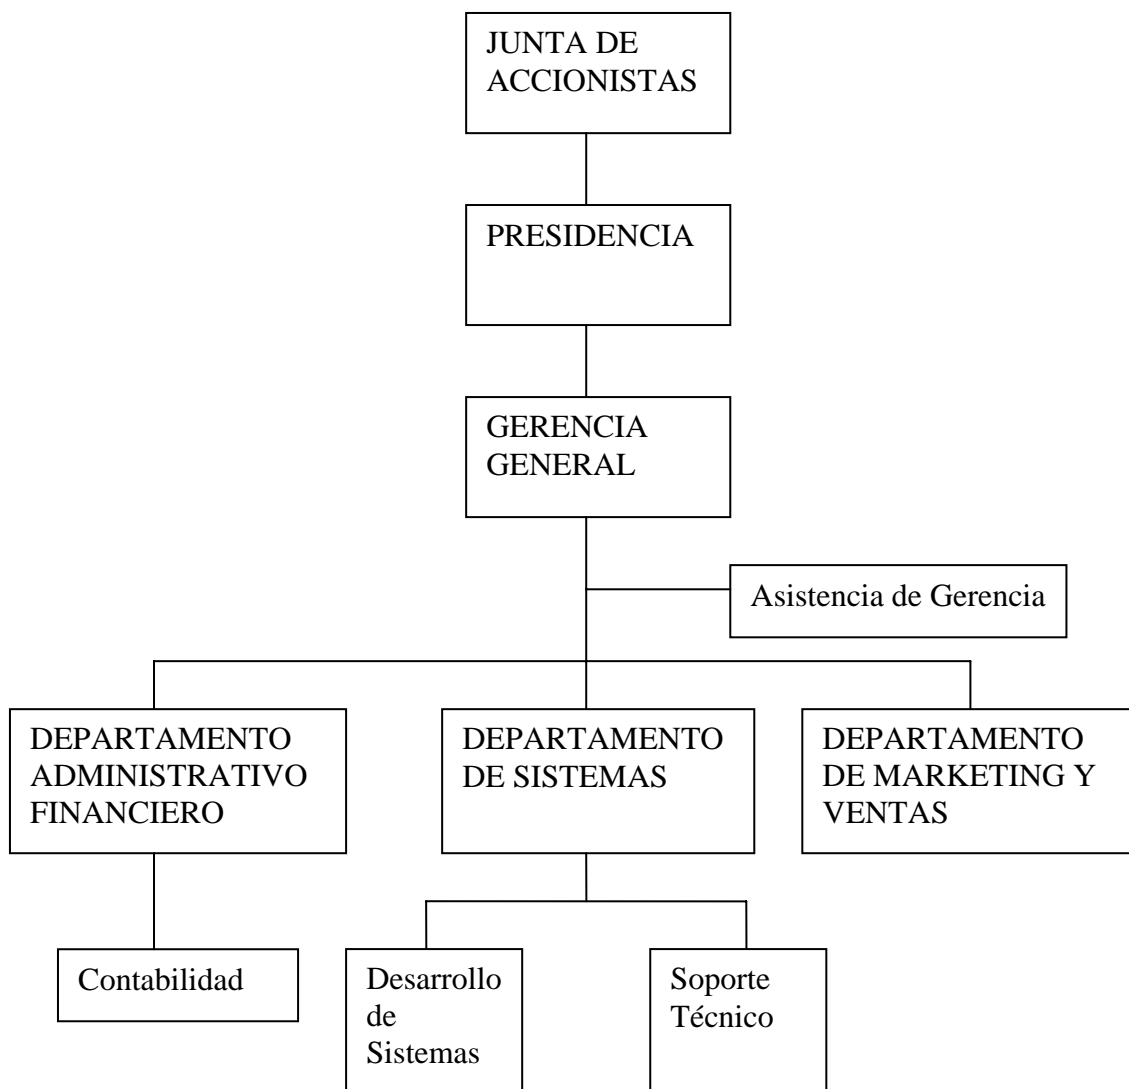 JUNTA DE
ACCIONISTAS
PRESIDENCIA
GERENCIA
GENERAL
Asistencia de Gerencia
DEPARTAMENTO
ADMINISTRATIVO
FINANCIERO
DEPARTAMENTO
DE SISTEMAS
DEPARTAMENTO
DE MARKETING Y
VENTAS
Contabilidad
Desarrollo
de
Sistemas
Soporte
Técnico